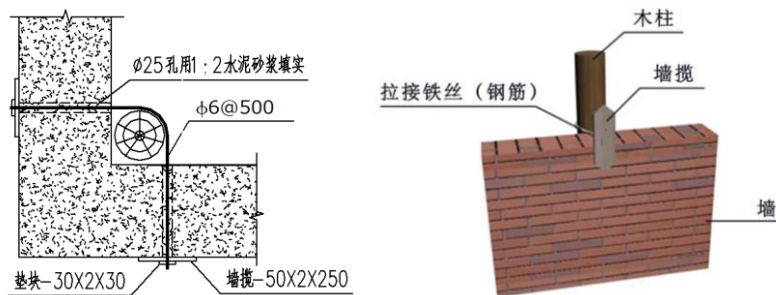 Ø25孔用1：2水泥砂浆填实
ϕ6@500
垫块-30X2X30
墙揽-50X2X250
木柱
墙揽
拉接铁丝（钢筋）
墙